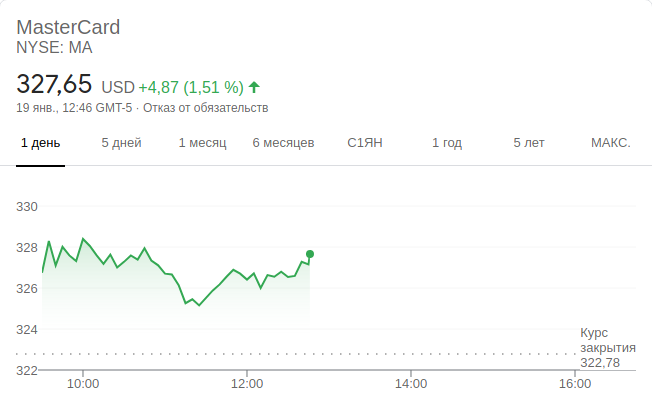 MasterCard
NYSE: MA
327,65 USD +4,87 (1,51 %)
19 янв., 12:46 GMT-5 · Отказ от обязательств
1 день 5 дней 1 месяц 6 месяцев С1ЯН 1 год 5 лет МАКС.
330
328
326
324
Курс
закрытия
322,78
322
10:00 12:00 14:00 16:00